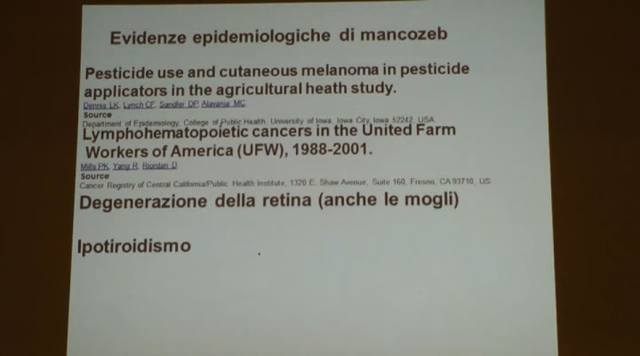 Evidenze epidemiologiche di mancozeb
Pesticide use and cutaneous melanoma in pesticide
applicators in the agricultural heath study.
Dennis LK, Lynch CF, Sandler DP, Alavanja MC.
Source
Department of Epidemiology, College of Public Health, University of Iowa, Iowa City, Iowa 52242, USA.
Lymphohematopoietic cancers in the United Farm
Workers of America (UFW), 1988-2001.
Mills PK, Yang R, Riordan D.
Source
Cancer Registry of Central California/Public Health Institute, 1320 E. Shaw Avenue, Suite 160, Fresno, CA 93710, US
Degenerazione della retina (anche le mogli)
Ipotiroidismo